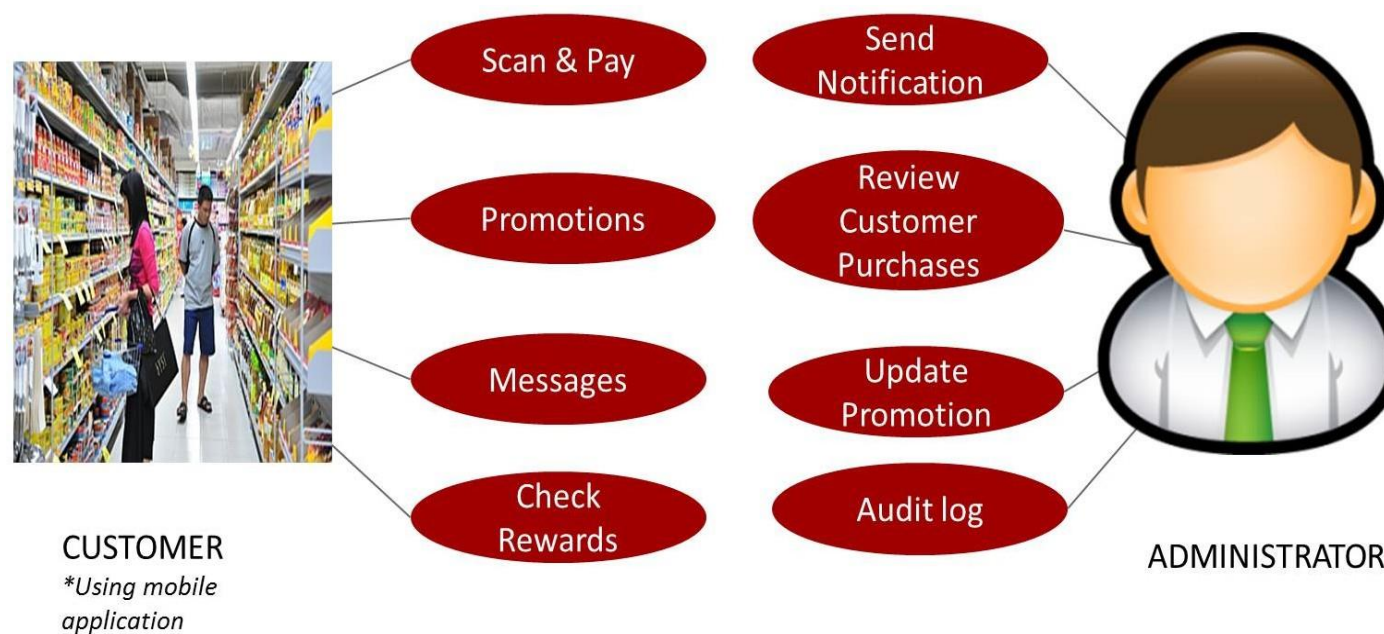 Scan & Pay
Promotions
Messages
Check
Rewards
Send
Notification
Review
Customer
Purchases
Update
Promotion
Audit log
CUSTOMER
*Using mobile
application
ADMINISTRATOR